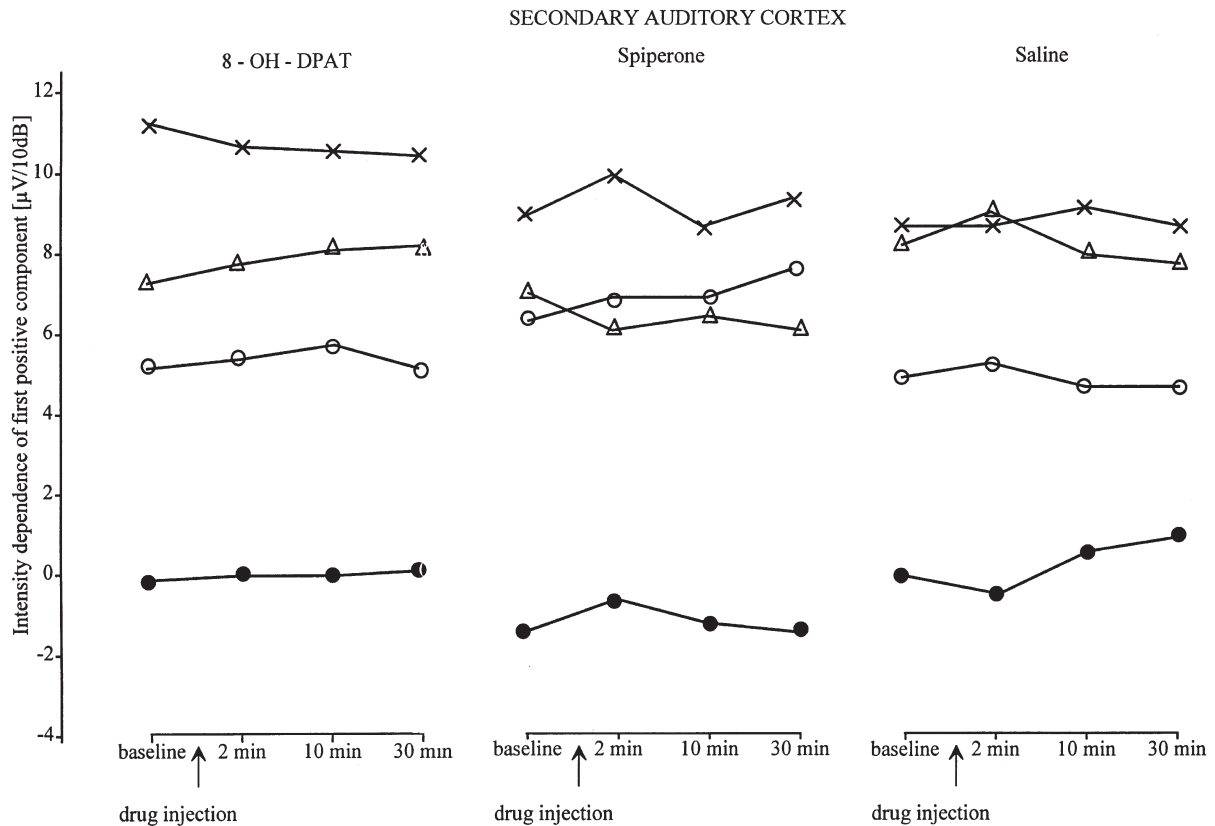 SECONDARY AUDITORY CORTEX
8 - OH - DPAT
Spiperone
Saline
Intensity dependence of first positive component [µV/10dB]
12
10
8
6
4
2
0
-2
-4
baseline 2 min 10 min 30 min
baseline 2 min 10 min 30 min
baseline 2 min 10 min 30 min
drug injection
drug injection
drug injection